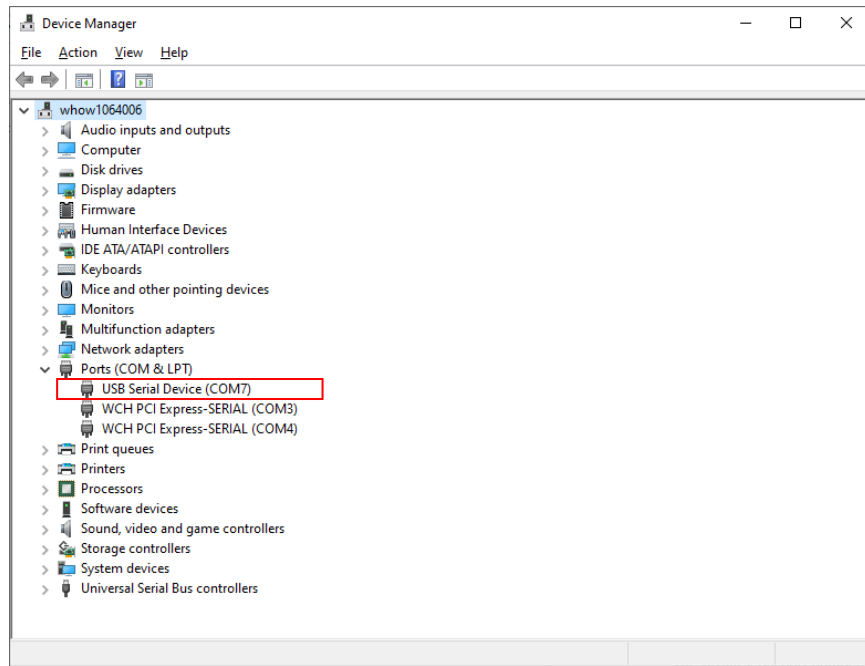 Device Manager
File Action View Help
whow1064006
Audio inputs and outputs
Computer
Disk drives
Display adapters
Firmware
Human Interface Devices
IDE ATA/ATAPI controllers
Keyboards
Mice and other pointing devices
Monitors
Multifunction adapters
Network adapters
Ports (COM & LPT)
USB Serial Device (COM7)
WCH PCI Express-SERIAL (COM3)
WCH PCI Express-SERIAL (COM4)
Print queues
Printers
Processors
Software devices
Sound, video and game controllers
Storage controllers
System devices
Universal Serial Bus controllers